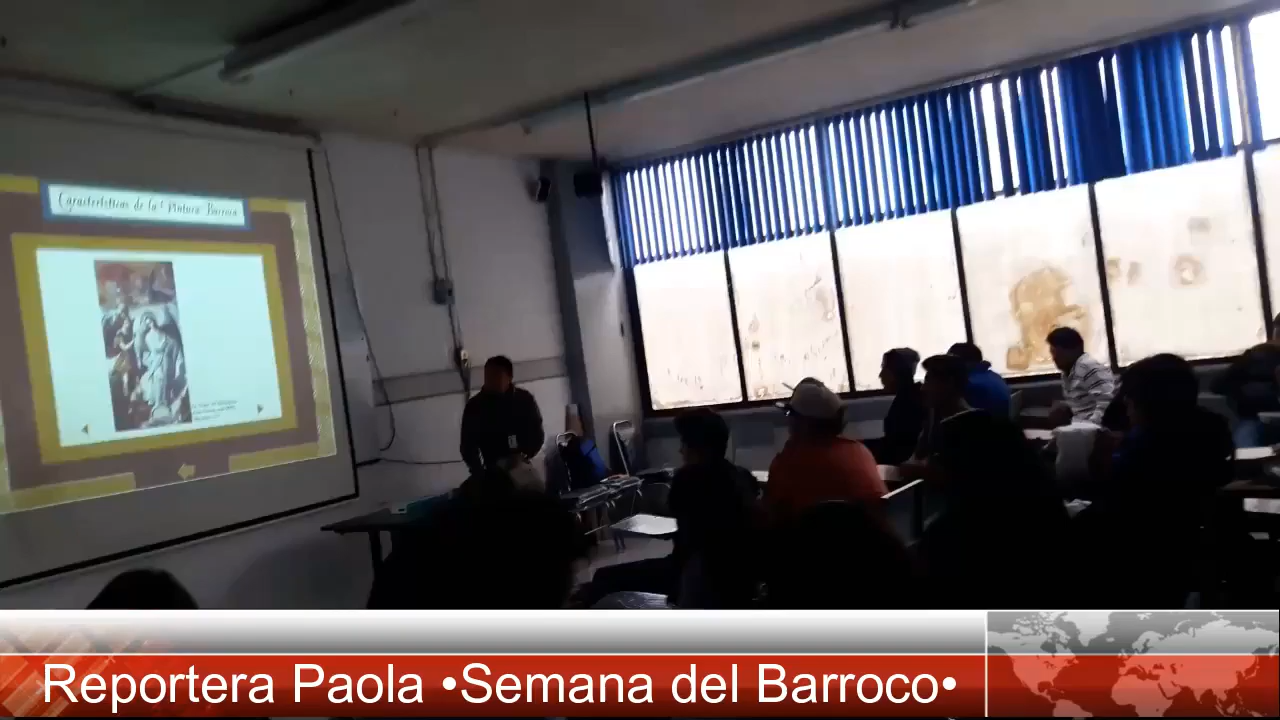 Características de la Pintura Barroca
Reportera Paola •Semana del Barroco•